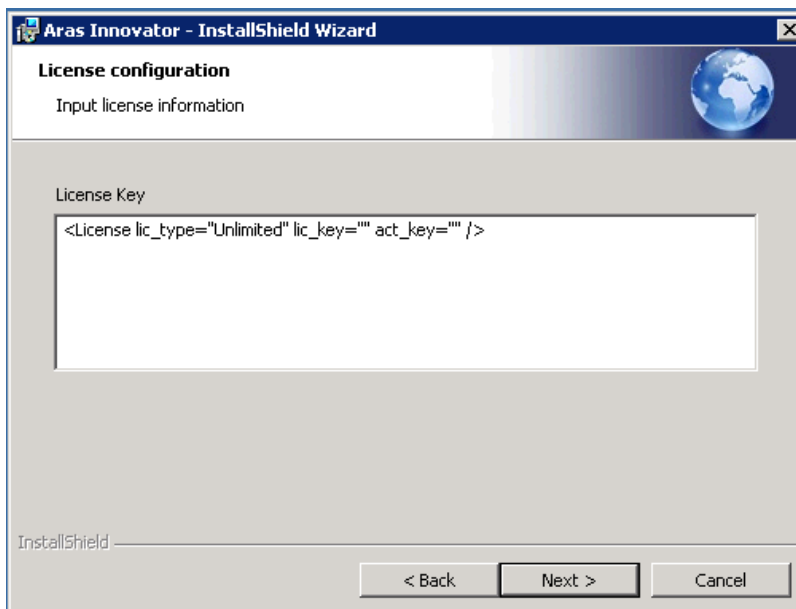 Aras Innovator - InstallShield Wizard
License configuration
Input license information
License Key
<License lic_type="Unlimited" lic_key="" act_key="" />
InstallShield
< Back
Next >
Cancel